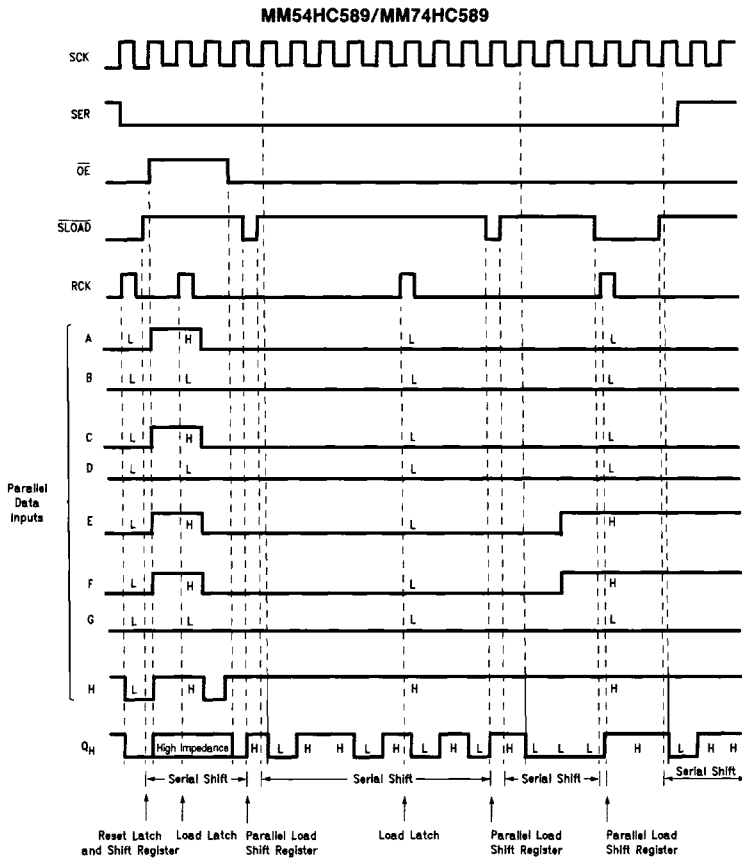 MM54HC589/MM74HC589
SCK
SER
OE
SLOAD
RCK
A L H L L
B L L L L
C L H L L
D L L L L
Parallel
Data
Inputs
E L H L H
F L H L H
G L L L L
H L H H H
QH High Impedance H L H H L H L H L H L L L H L H H
Serial Shift Serial Shift Serial Shift Serial Shift
Reset Latch
and Shift Register
Load Latch
Parallel Load
Shift Register
Load Latch
Parallel Load
Shift Register
Parallel Load
Shift Register